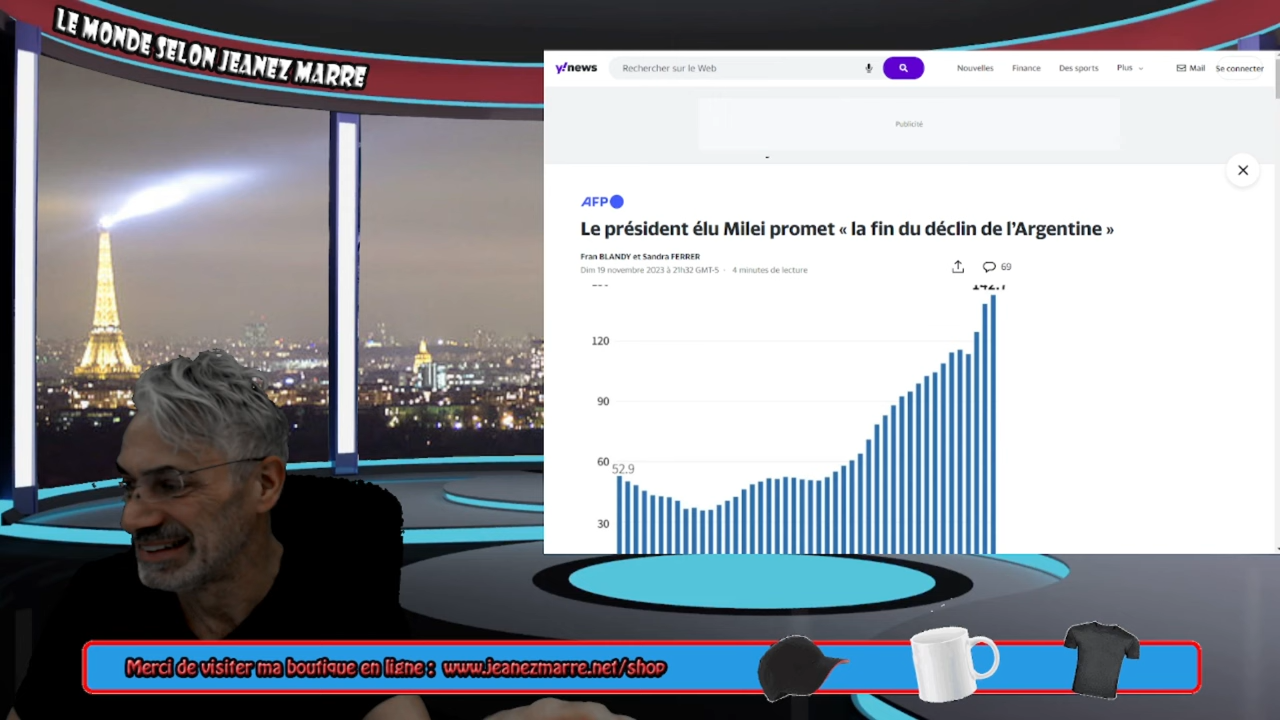 LE MONDE SELON JEANEZ MARRE
y!news
Rechercher sur le Web
Nouvelles Finance Des sports Plus Mail Se connecter
Publicité
AFP
Le président élu Milei promet « la fin du déclin de l'Argentine »
Fran BLANDY et Sandra FERRER
Dim 19 novembre 2023 à 21h32 GMT-5 · 4 minutes de lecture
69
120
90
60
52.9
30
Merci de visiter ma boutique en ligne : www.jeanezmarre.net/shop